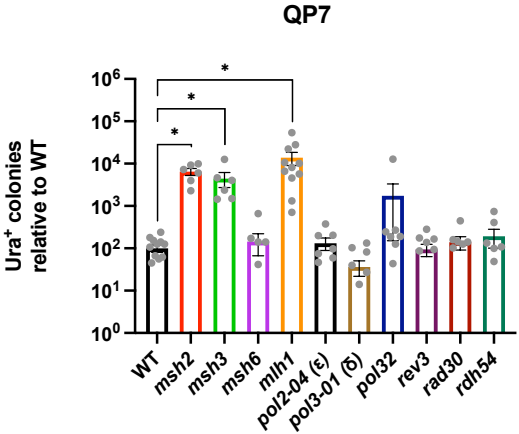 QP7
Ura⁺ colonies
relative to WT
10⁶
10⁵
10⁴
10³
10²
10¹
10⁰
*
*
*
WT
msh2
msh3
msh6
mlh1
pol2-04 (ε)
pol3-01 (δ)
pol32
rev3
rad30
rdh54